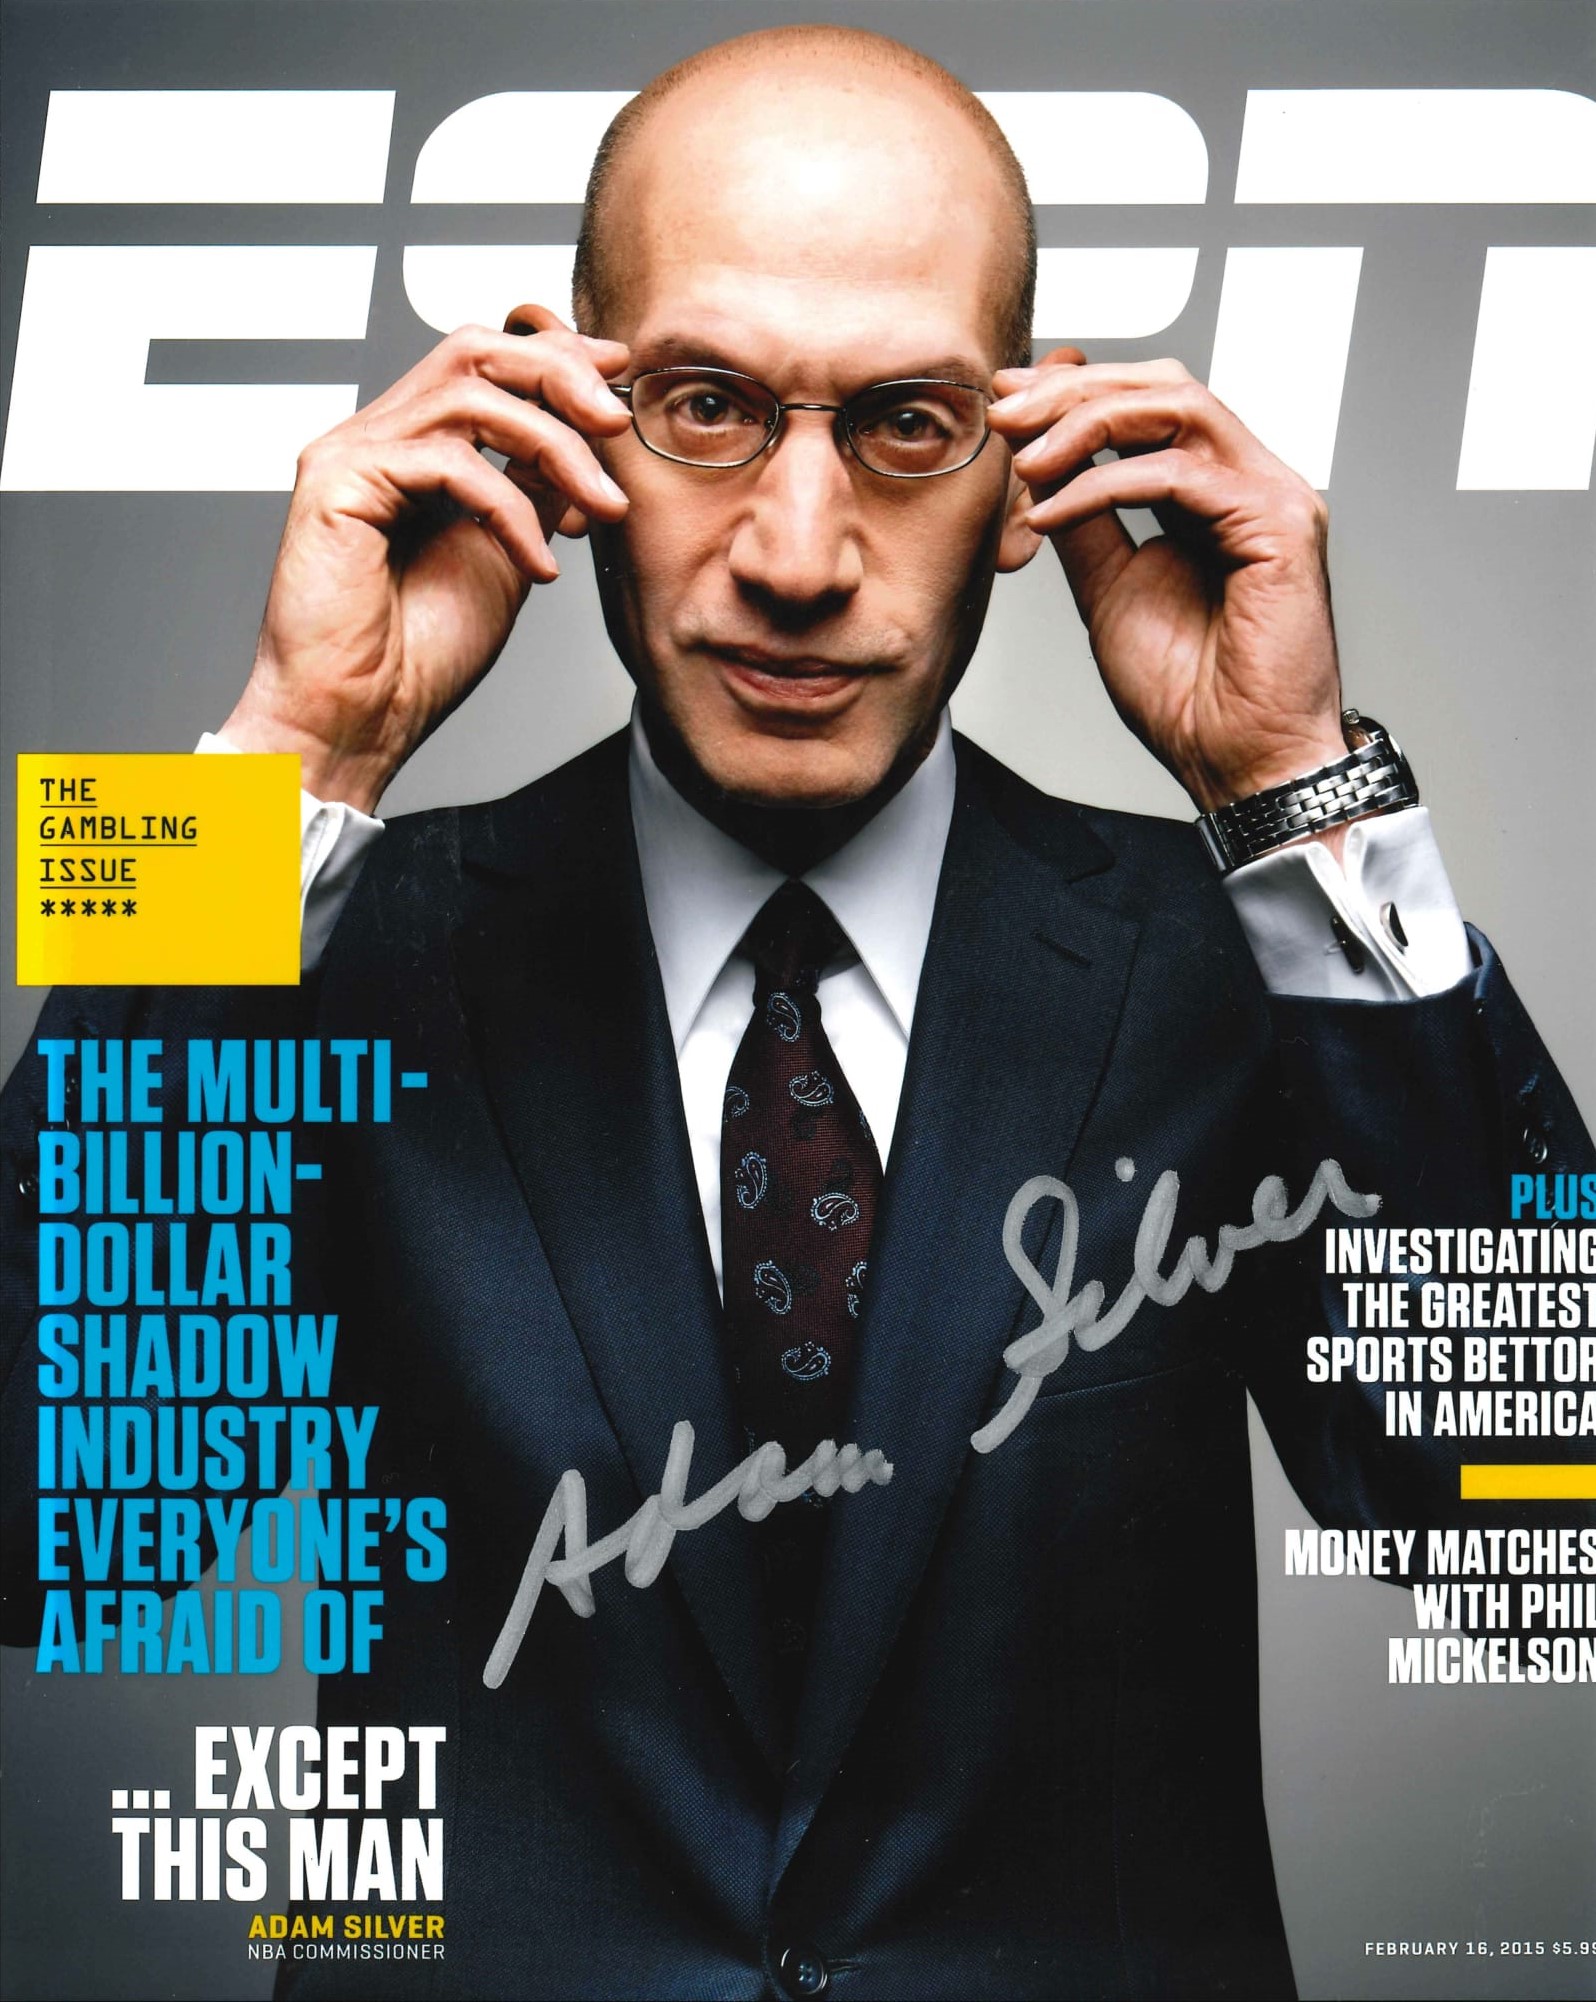 ESPN
THE
GAMBLING
ISSUE
*****
THE MULTI-
BILLION-
DOLLAR
SHADOW
INDUSTRY
EVERYONE'S
AFRAID OF
... EXCEPT
THIS MAN
ADAM SILVER
NBA COMMISSIONER
Adam Silver
PLUS
INVESTIGATING
THE GREATEST
SPORTS BETTOR
IN AMERICA
MONEY MATCHES
WITH PHIL
MICKELSON
FEBRUARY 16, 2015 $5.99